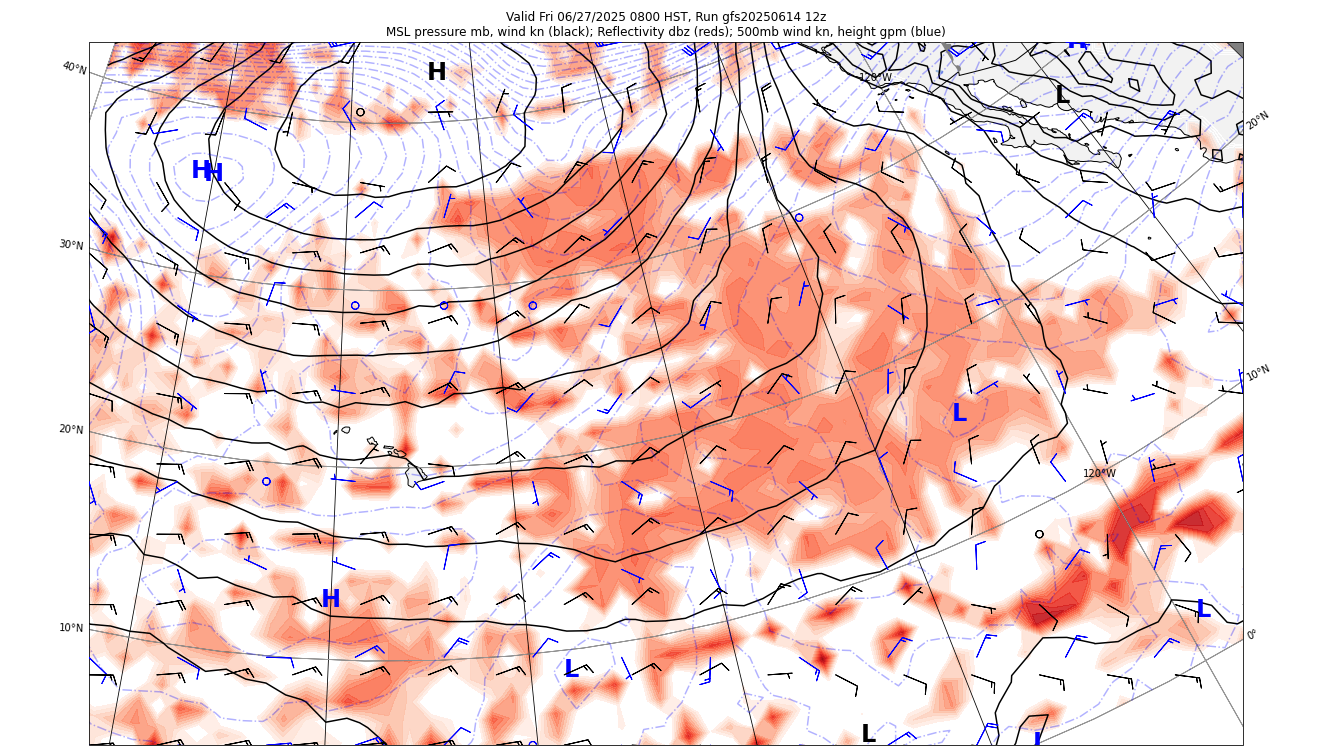 Valid Fri 06/27/2025 0800 HST, Run gfs20250614 12z
MSL pressure mb, wind kn (black); Reflectivity dbz (reds); 500mb wind kn, height gpm (blue)
H
H
40°N
120°W
L
20°N
H
H
30°N
10°N
L
20°N
120°W
H
L
10°N
0°
L
L
L